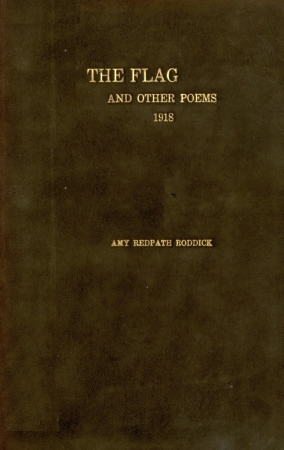 THE FLAG
AND OTHER POEMS
1918
AMY REDPATH RODDICK